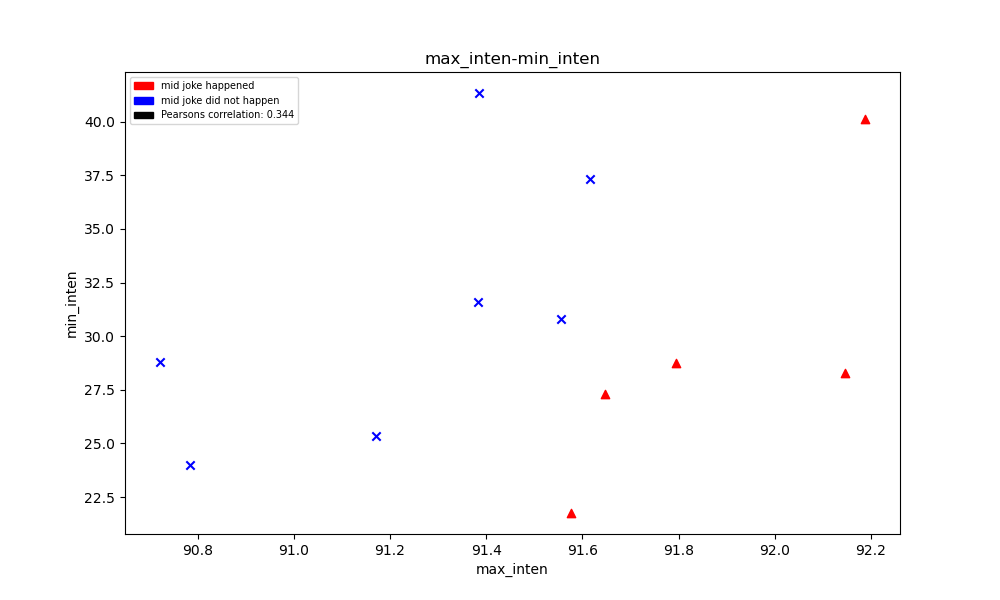 max_inten-min_inten
mid joke happened
mid joke did not happen
Pearsons correlation: 0.344
40.0
37.5
35.0
32.5
30.0
27.5
25.0
22.5
min_inten
90.8 91.0 91.2 91.4 91.6 91.8 92.0 92.2
max_inten